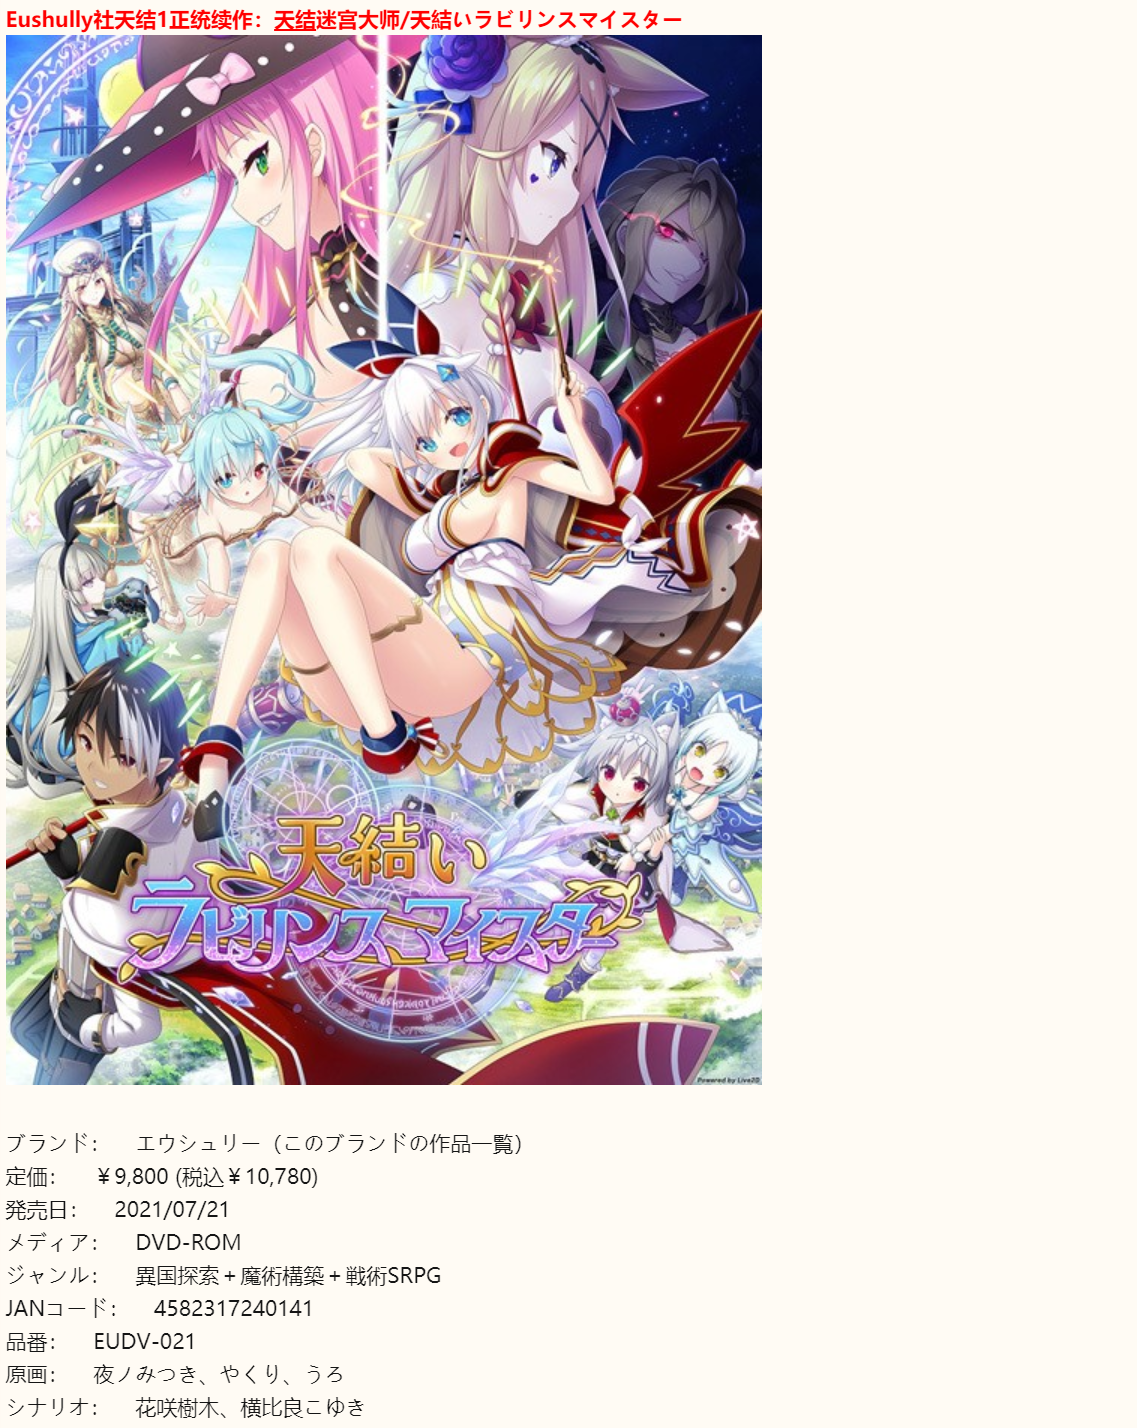 Eushully社天结1正统续作：天结迷宫大师/天結いラビリンスマイスター
天結い
ラビリンスマイスター
Powered by Live2D
ブランド： エウシュリー（このブランドの作品一覧）
定価： ￥9,800 (税込￥10,780)
発売日： 2021/07/21
メディア： DVD-ROM
ジャンル： 異国探索＋魔術構築＋戦術SRPG
JANコード： 4582317240141
品番： EUDV-021
原画： 夜ノみつき、やくり、うろ
シナリオ： 花咲樹木、横比良こゆき